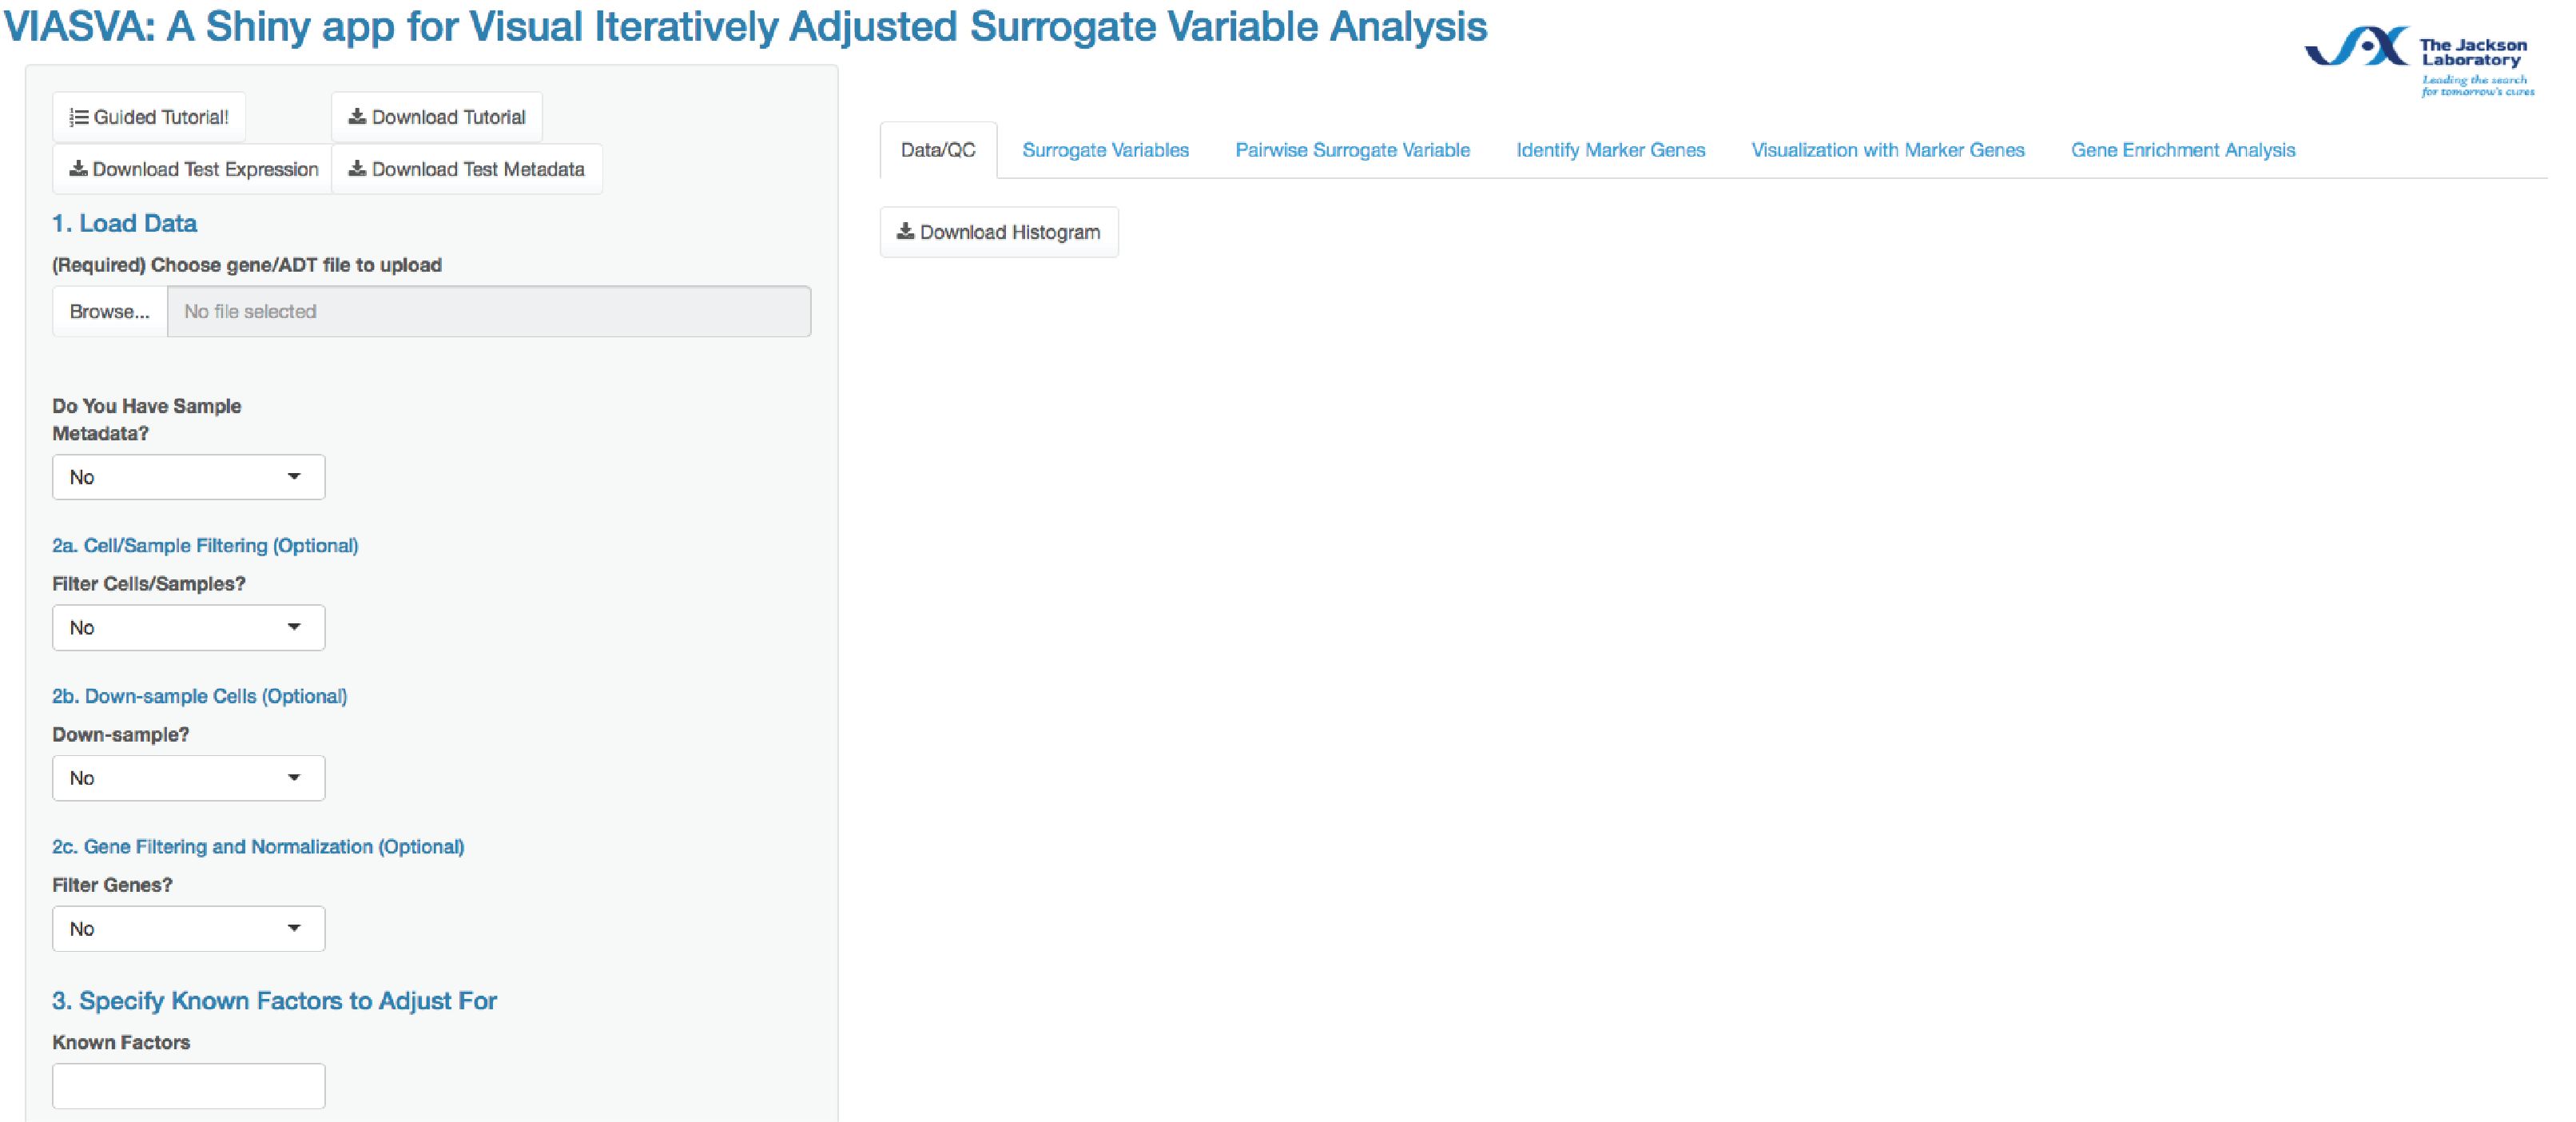 VIASVA: A Shiny app for Visual Iteratively Adjusted Surrogate Variable Analysis
The Jackson
Laboratory
Leading the search
for tomorrow's cures
Guided Tutorial!
Download Tutorial
Download Test Expression
Download Test Metadata
1. Load Data
(Required) Choose gene/ADT file to upload
Browse... No file selected
Do You Have Sample
Metadata?
No
2a. Cell/Sample Filtering (Optional)
Filter Cells/Samples?
No
2b. Down-sample Cells (Optional)
Down-sample?
No
2c. Gene Filtering and Normalization (Optional)
Filter Genes?
No
3. Specify Known Factors to Adjust For
Known Factors
Data/QC Surrogate Variables Pairwise Surrogate Variable Identify Marker Genes Visualization with Marker Genes Gene Enrichment Analysis
Download Histogram